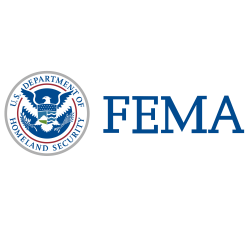 U.S. DEPARTMENT OF
HOMELAND SECURITY
FEMA